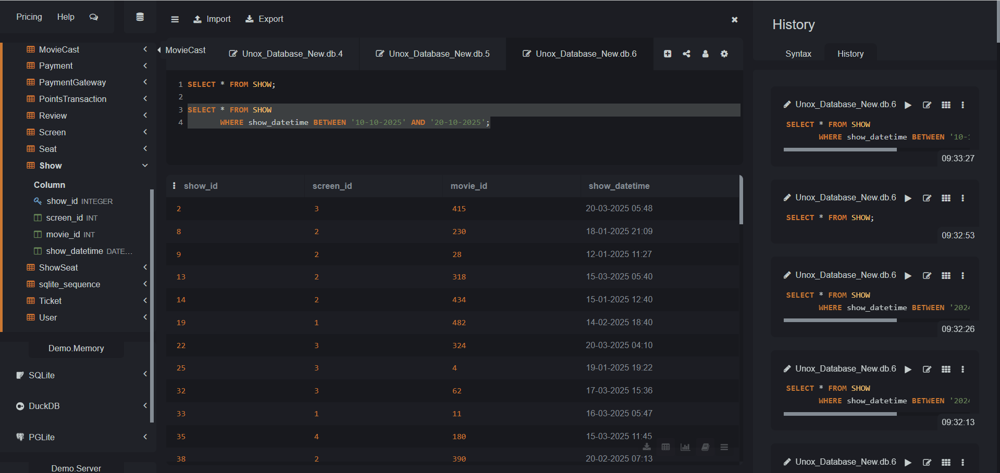 Pricing
Help
Import
Export
MovieCast
Payment
PaymentGateway
PointsTransaction
Review
Screen
Seat
Show
Column
show_id INTEGER
screen_id INT
movie_id INT
show_datetime DATE...
ShowSeat
sqlite_sequence
Ticket
User
Demo.Memory
SQLite
DuckDB
PGLite
Demo.Server
MovieCast
Unox_Database_New.db.4
Unox_Database_New.db.5
Unox_Database_New.db.6
1 SELECT * FROM SHOW;
2
3 SELECT * FROM SHOW
4 WHERE show_datetime BETWEEN '10-10-2025' AND '20-10-2025';
show_id screen_id movie_id show_datetime
2 3 415 20-03-2025 05:48
8 2 230 18-01-2025 21:09
9 2 28 12-01-2025 11:27
13 2 318 15-03-2025 05:40
14 2 434 15-01-2025 12:40
19 1 482 14-02-2025 18:40
22 3 324 20-03-2025 04:10
25 3 4 19-01-2025 19:22
32 3 62 17-03-2025 15:36
33 1 11 16-03-2025 05:47
35 4 180 15-03-2025 11:45
38 2 390 20-02-2025 07:13
History
Syntax
History
Unox_Database_New.db.6
SELECT * FROM SHOW
WHERE show_datetime BETWEEN '10-1
09:33:27
Unox_Database_New.db.6
SELECT * FROM SHOW;
09:32:53
Unox_Database_New.db.6
SELECT * FROM SHOW
WHERE show_datetime BETWEEN '2024
09:32:26
Unox_Database_New.db.6
SELECT * FROM SHOW
WHERE show_datetime BETWEEN '2024
09:32:13
Unox_Database_New.db.6